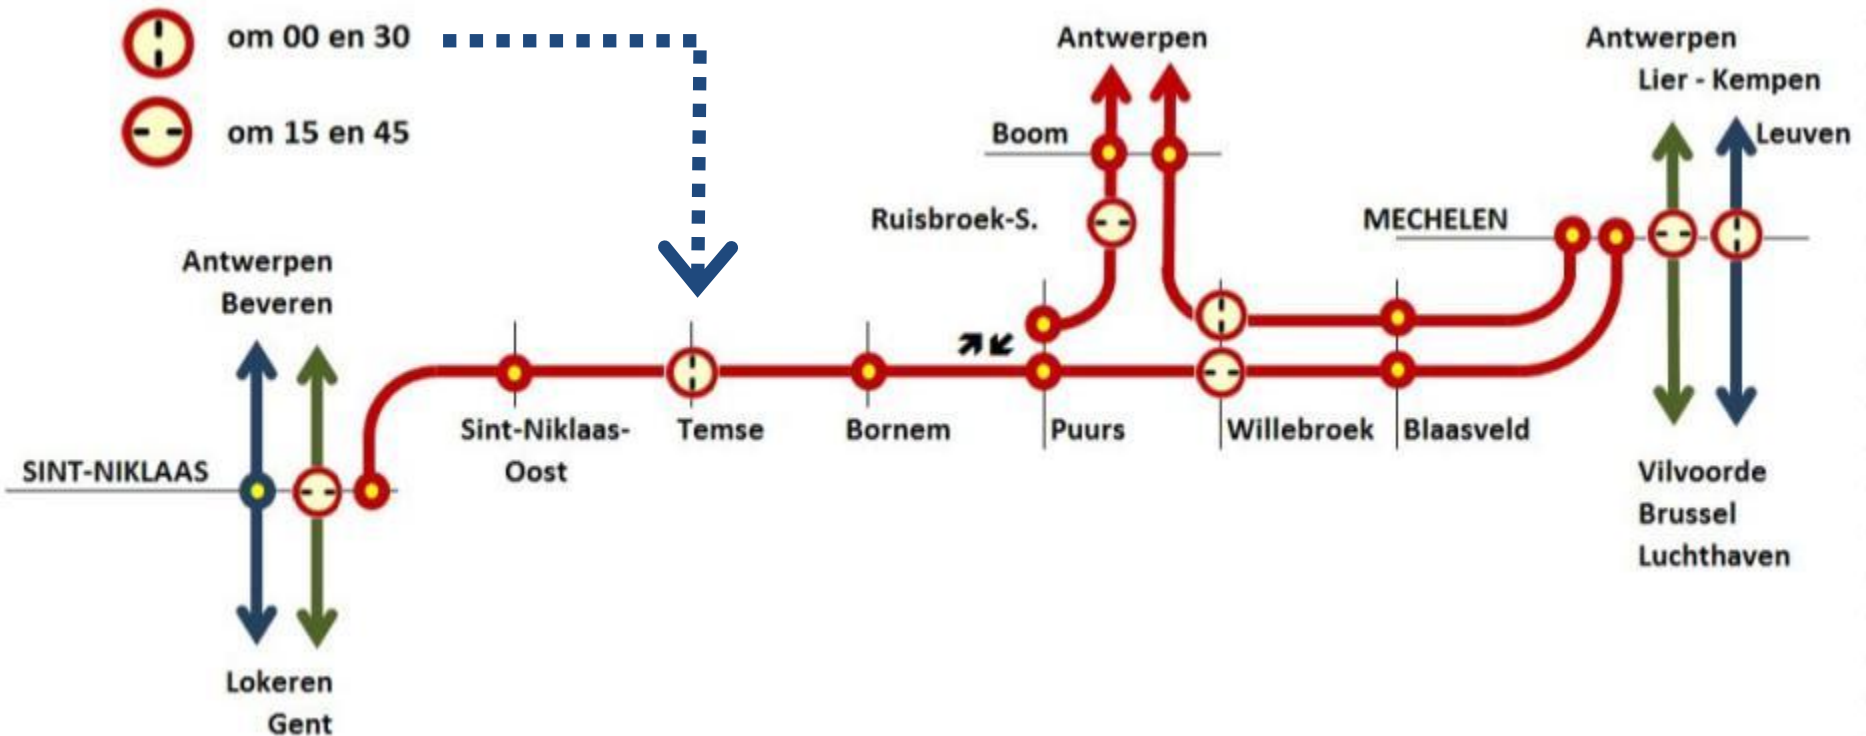 om 00 en 30
om 15 en 45
Antwerpen
Boom
Ruisbroek-S.
Antwerpen
Lier - Kempen
Leuven
MECHELEN
Antwerpen
Beveren
SINT-NIKLAAS
Sint-Niklaas-
Oost
Temse
Bornem
Puurs
Willebroek
Blaasveld
Lokeren
Gent
Vilvoorde
Brussel
Luchthaven